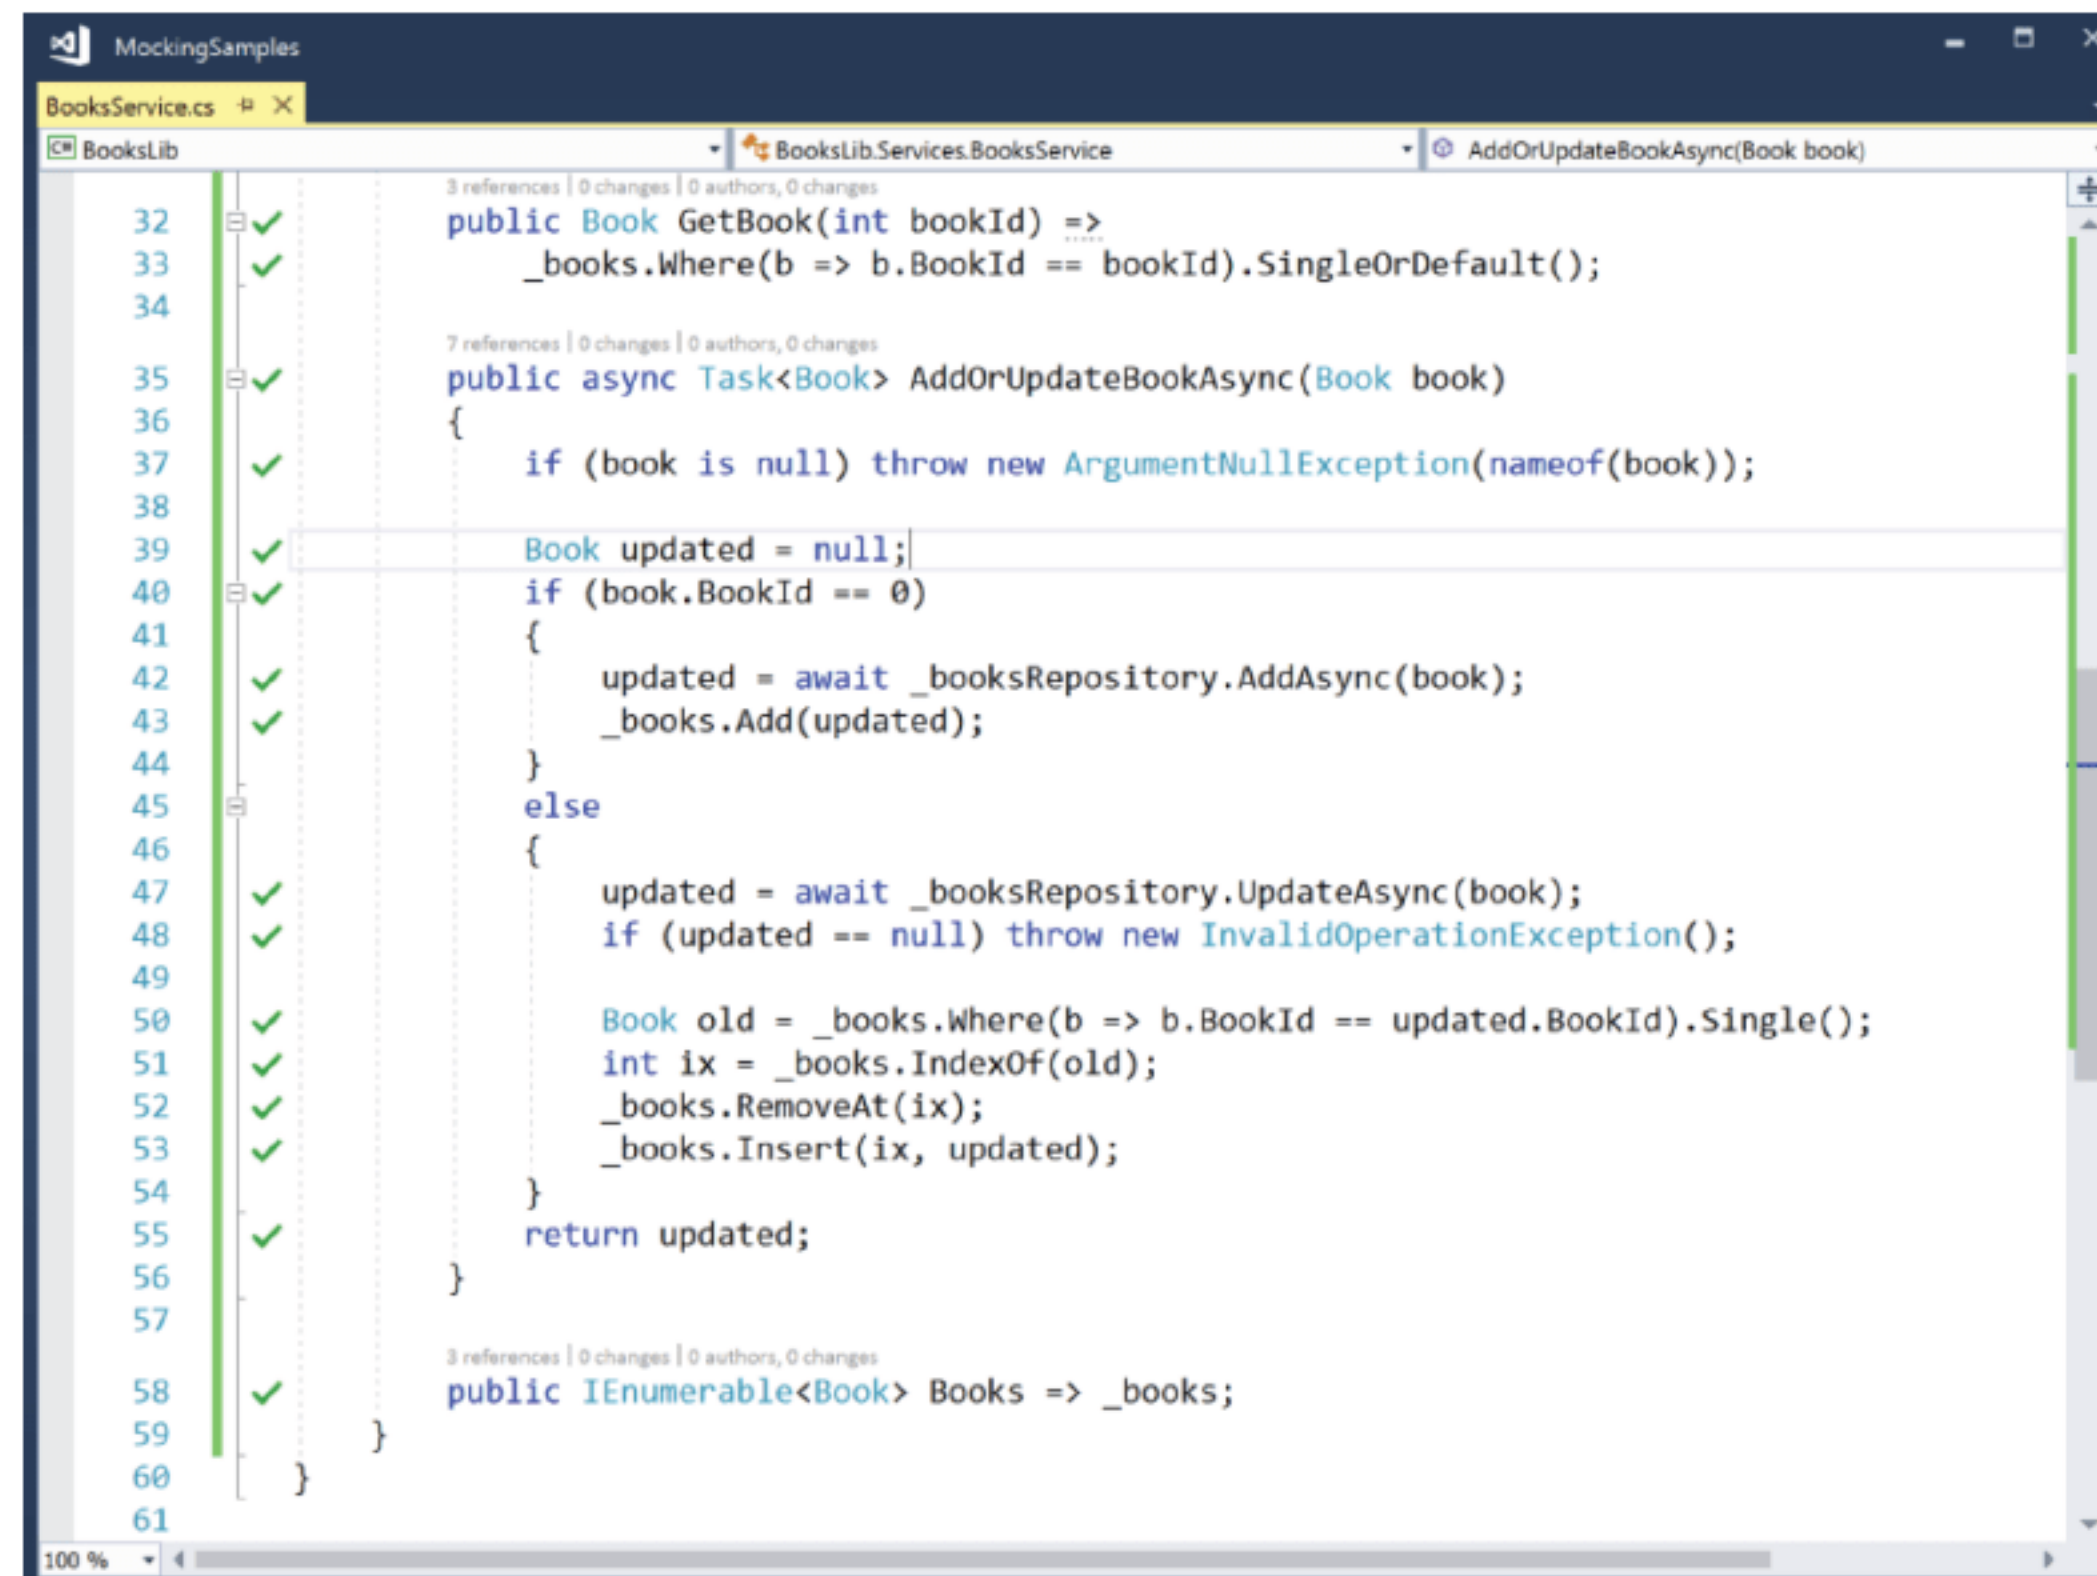 MockingSamples
BooksService.cs
C# BooksLib BooksLib.Services.BooksService AddOrUpdateBookAsync(Book book)
3 references | 0 changes | 0 authors, 0 changes
32 public Book GetBook(int bookId) =>
33 _books.Where(b => b.BookId == bookId).SingleOrDefault();
34
7 references | 0 changes | 0 authors, 0 changes
35 public async Task<Book> AddOrUpdateBookAsync(Book book)
36 {
37 if (book is null) throw new ArgumentNullException(nameof(book));
38
39 Book updated = null;
40 if (book.BookId == 0)
41 {
42 updated = await _booksRepository.AddAsync(book);
43 _books.Add(updated);
44 }
45 else
46 {
47 updated = await _booksRepository.UpdateAsync(book);
48 if (updated == null) throw new InvalidOperationException();
49
50 Book old = _books.Where(b => b.BookId == updated.BookId).Single();
51 int ix = _books.IndexOf(old);
52 _books.RemoveAt(ix);
53 _books.Insert(ix, updated);
54 }
55 return updated;
56 }
57
3 references | 0 changes | 0 authors, 0 changes
58 public IEnumerable<Book> Books => _books;
59 }
60 }
61
100 %